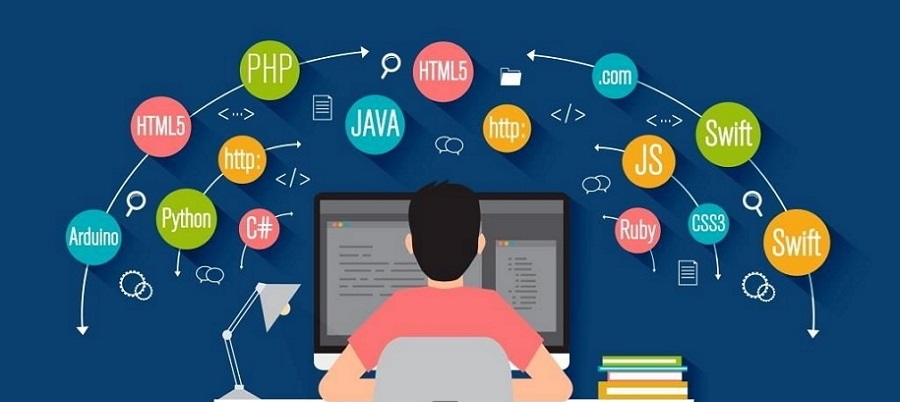 PHP
HTML5
.com
HTML5
JAVA
http:
Swift
http:
JS
Arduino
Python
C#
Ruby
CSS3
Swift